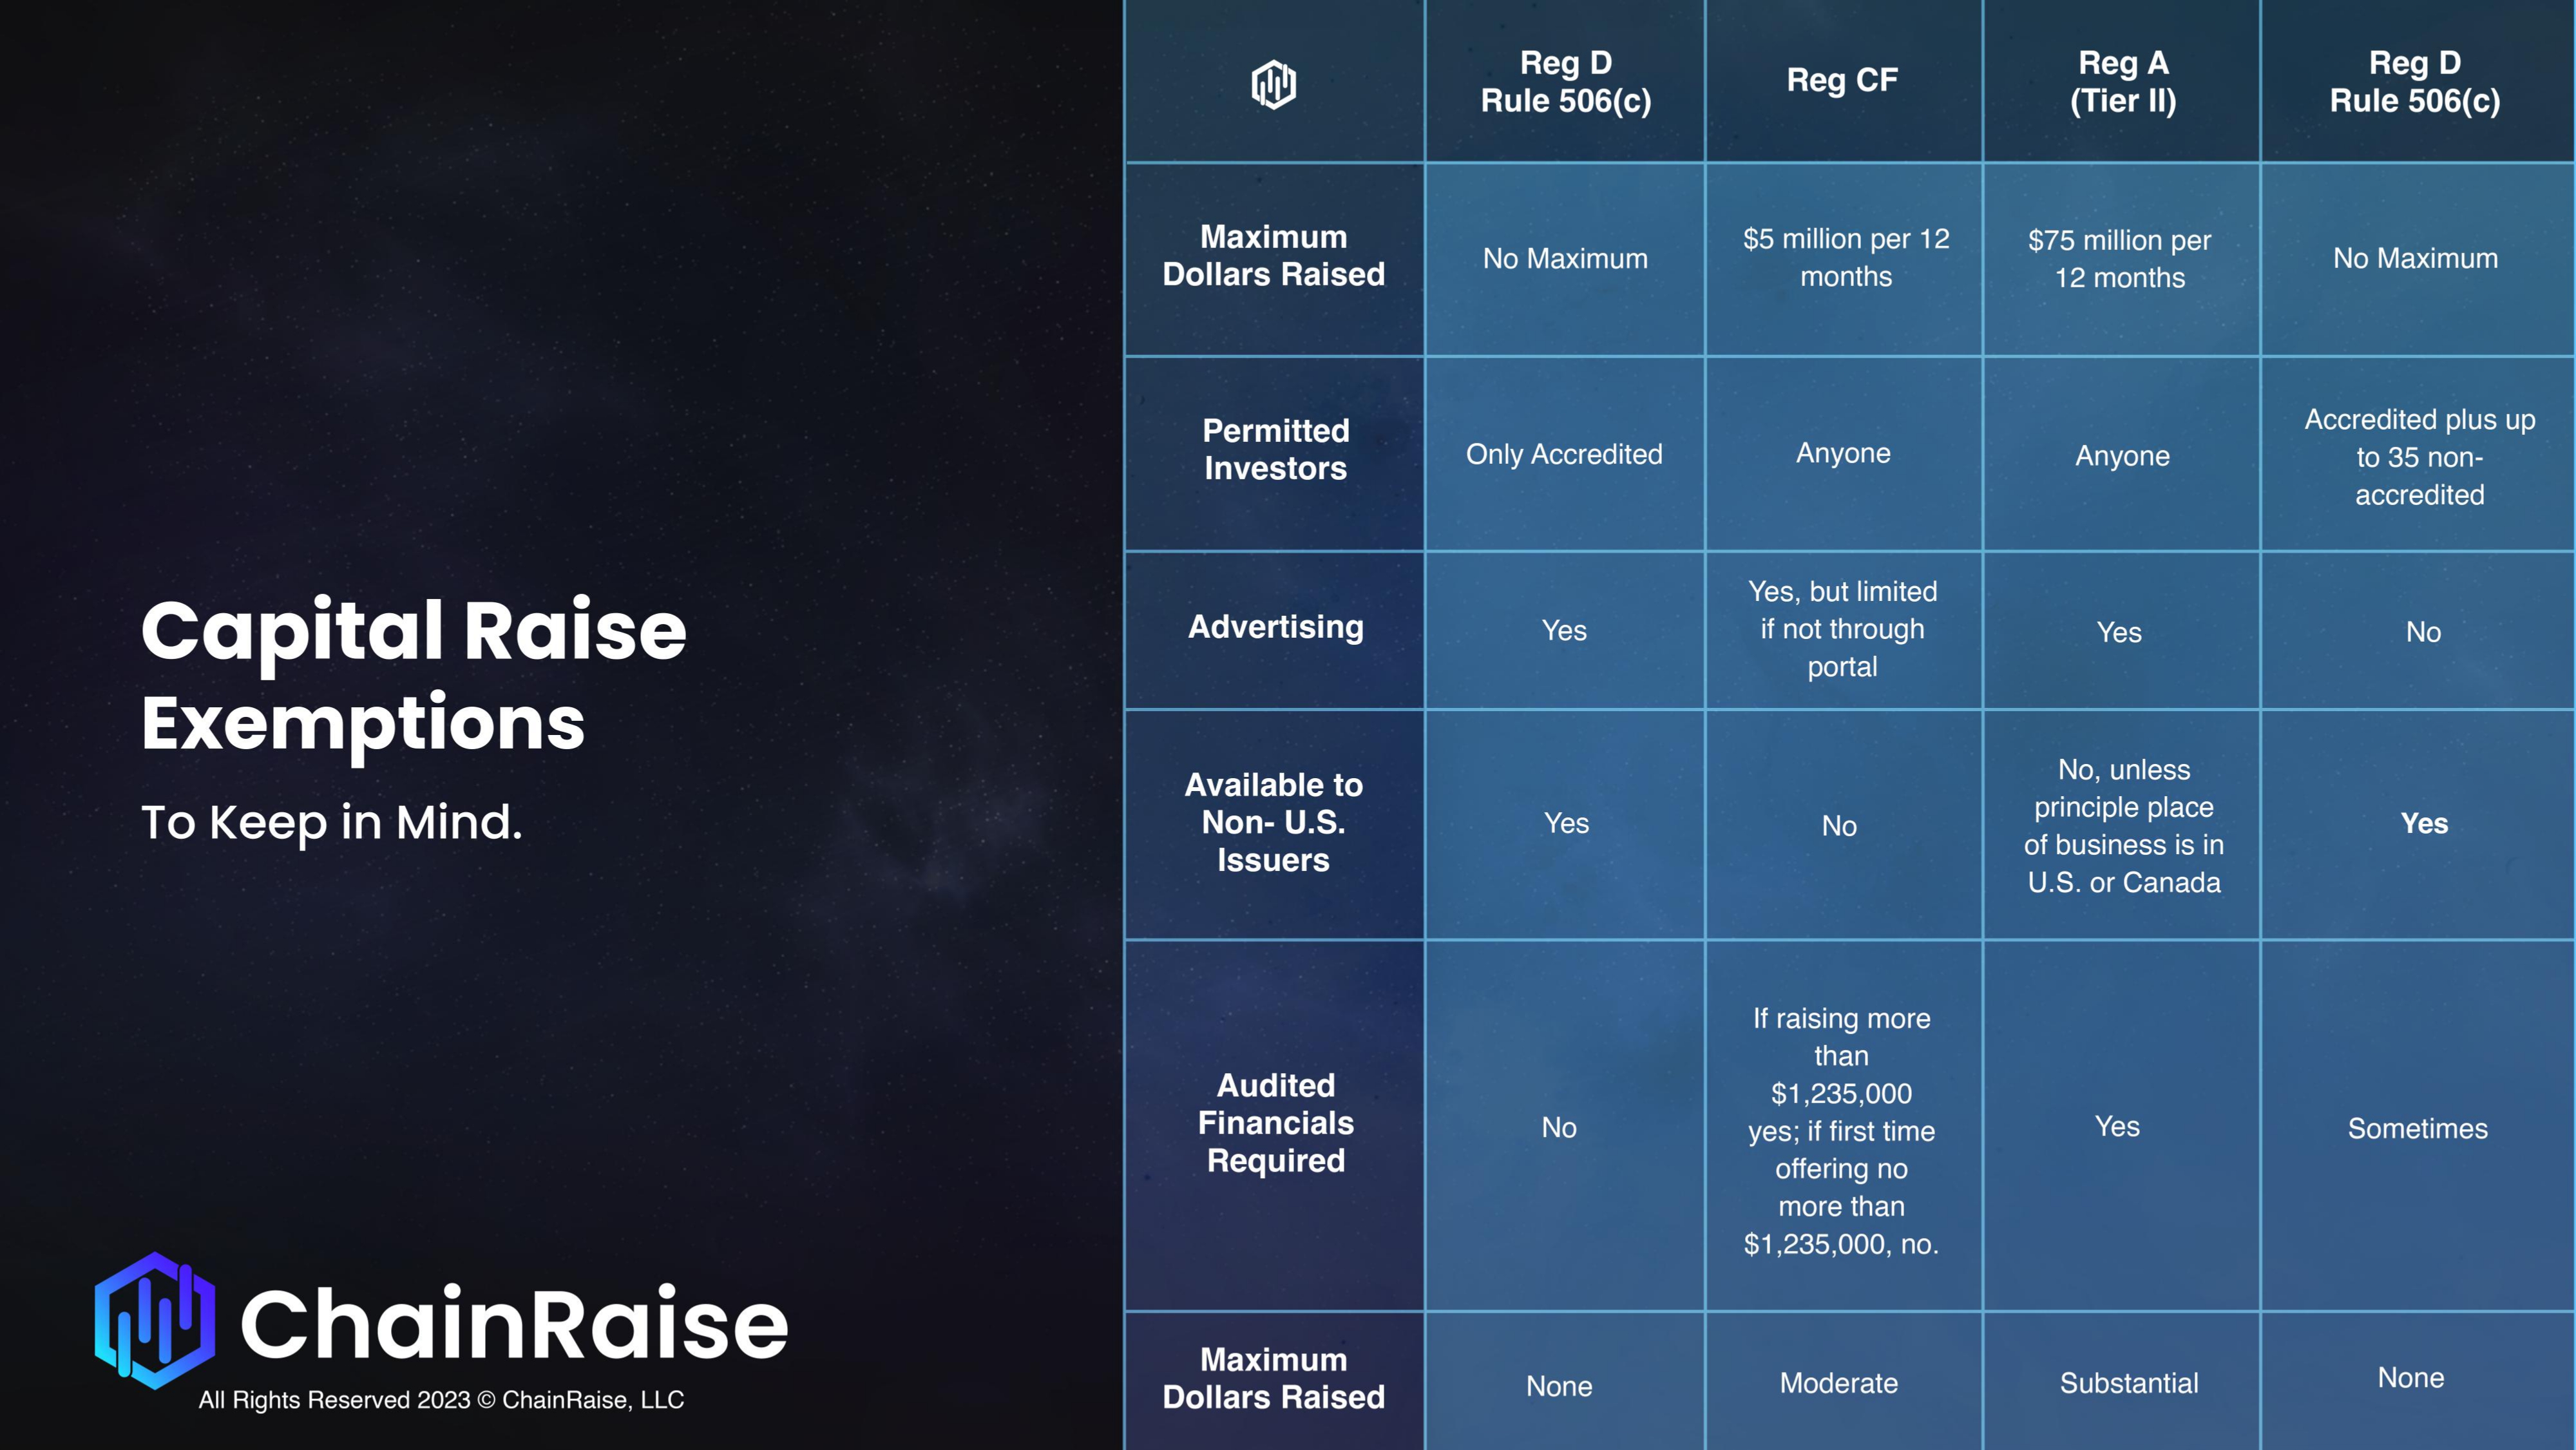 Capital Raise
Exemptions
To Keep in Mind.
ChainRaise
All Rights Reserved 2023 © ChainRaise, LLC
Reg D
Rule 506(c)
Reg CF
Reg A
(Tier II)
Reg D
Rule 506(c)
Maximum
Dollars Raised
No Maximum
$5 million per 12
months
$75 million per
12 months
No Maximum
Permitted
Investors
Only Accredited
Anyone
Anyone
Accredited plus up
to 35 non-
accredited
Advertising
Yes
Yes, but limited
if not through
portal
Yes
No
Available to
Non- U.S.
Issuers
Yes
No
No, unless
principle place
of business is in
U.S. or Canada
Yes
Audited
Financials
Required
No
If raising more
than
$1,235,000
yes; if first time
offering no
more than
$1,235,000, no.
Yes
Sometimes
Maximum
Dollars Raised
None
Moderate
Substantial
None